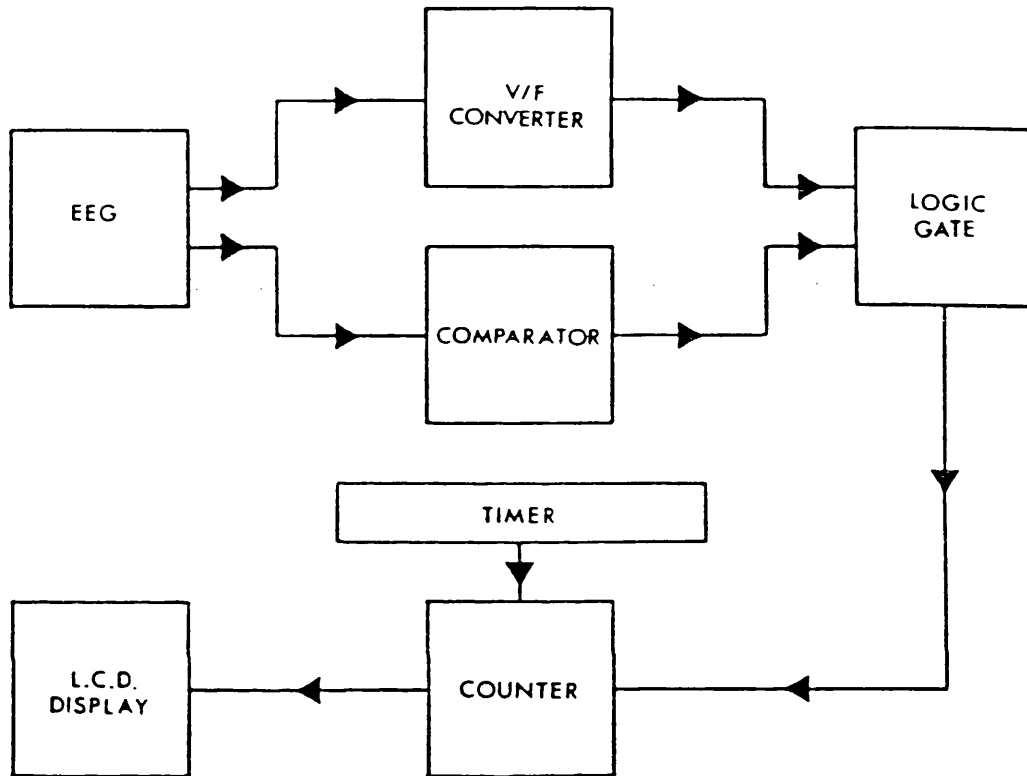 V/F
CONVERTER
EEG
LOGIC
GATE
COMPARATOR
TIMER
L.C.D.
DISPLAY
COUNTER